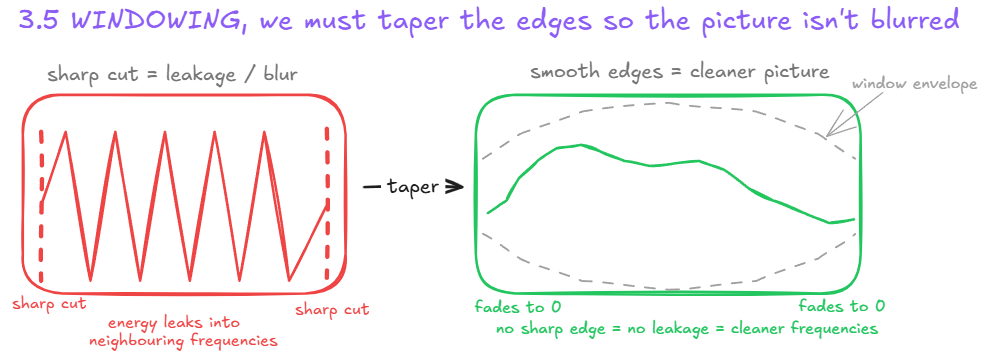 3.5 WINDOWING, we must taper the edges so the picture isn't blurred
sharp cut = leakage / blur
smooth edges = cleaner picture
window envelope
taper
sharp cut
sharp cut
energy leaks into
neighbouring frequencies
fades to 0
fades to 0
no sharp edge = no leakage = cleaner frequencies